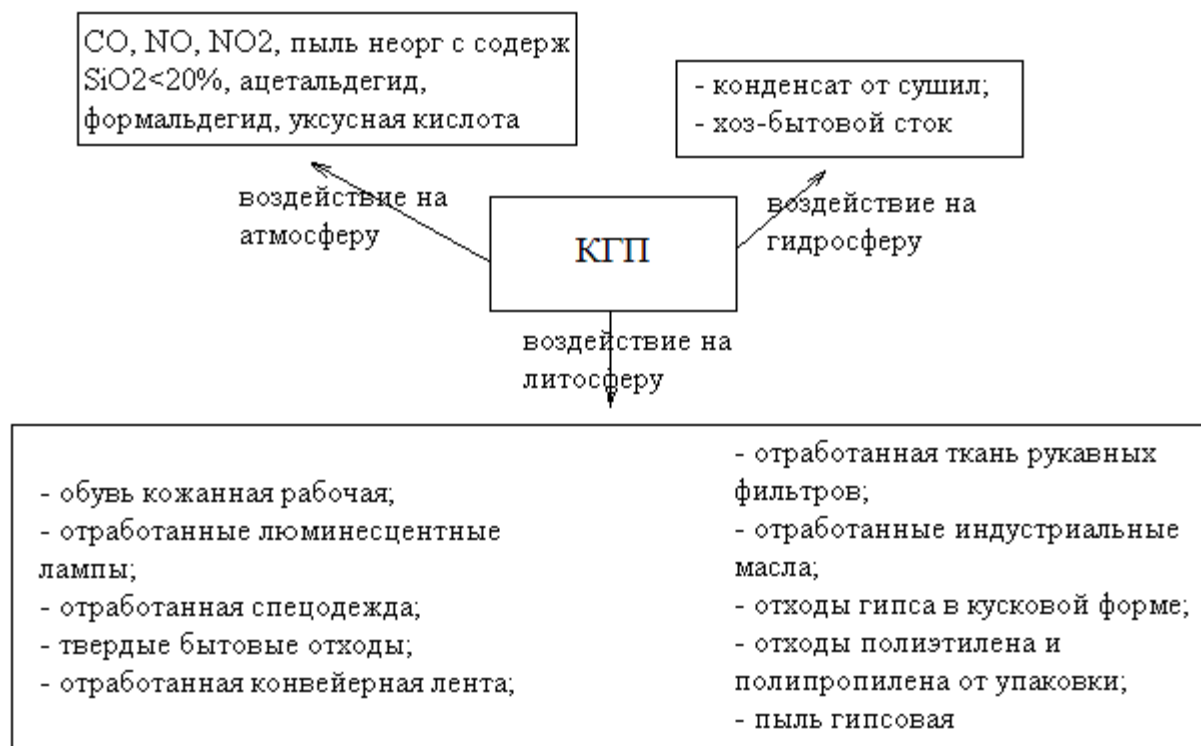 CO, NO, NO2, пыль неорг с содерж
SiO2<20%, ацетальдегид,
формальдегид, уксусная кислота
- конденсат от сушил;
- хоз-бытовой сток
воздействие на
атмосферу
КГП
воздействие на
гидросферу
воздействие на
литосферу
- обувь кожанная рабочая;
- отработанные люминесцентные
лампы;
- отработанная спецодежда;
- твердые бытовые отходы;
- отработанная конвейерная лента;
- отработанная ткань рукавных
фильтров;
- отработанные индустриальные
масла;
- отходы гипса в кусковой форме;
- отходы полиэтилена и
полипропилена от упаковки;
- пыль гипсовая